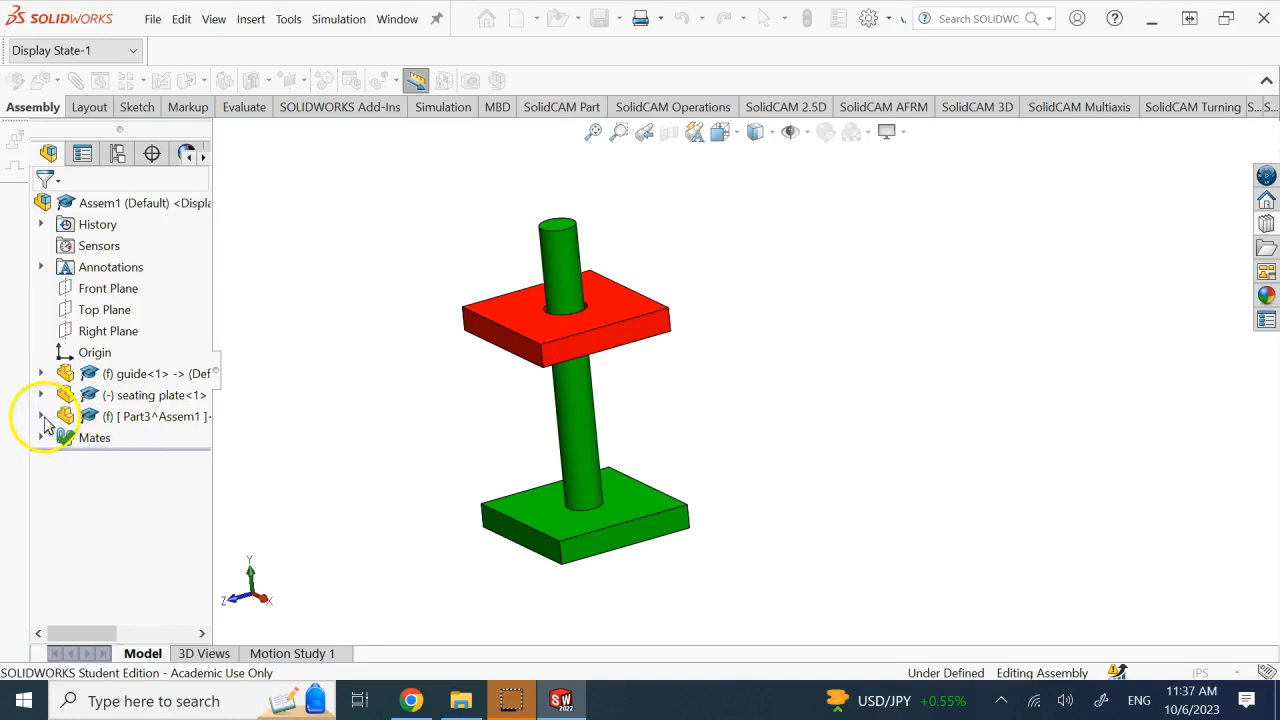 SOLIDWORKS File Edit View Insert Tools Simulation Window Search SOLIDWC
Display State-1
Assembly Layout Sketch Markup Evaluate SOLIDWORKS Add-Ins Simulation MBD SolidCAM Part SolidCAM Operations SolidCAM 2.5D SolidCAM AFRM SolidCAM 3D SolidCAM Multiaxis SolidCAM Turning S... S...
Assem1 (Default) <Displa
History
Sensors
Annotations
Front Plane
Top Plane
Right Plane
Origin
(f) guide<1> -> (Def
(-) seating plate<1>
(f) [ Part3^Assem1 ]
Mates
Y
Z X
Model 3D Views Motion Study 1
SOLIDWORKS Student Edition - Academic Use Only Under Defined Editing Assembly IPS
Type here to search SW 2022 USD/JPY +0.55% ENG 11:37 AM
10/6/2023